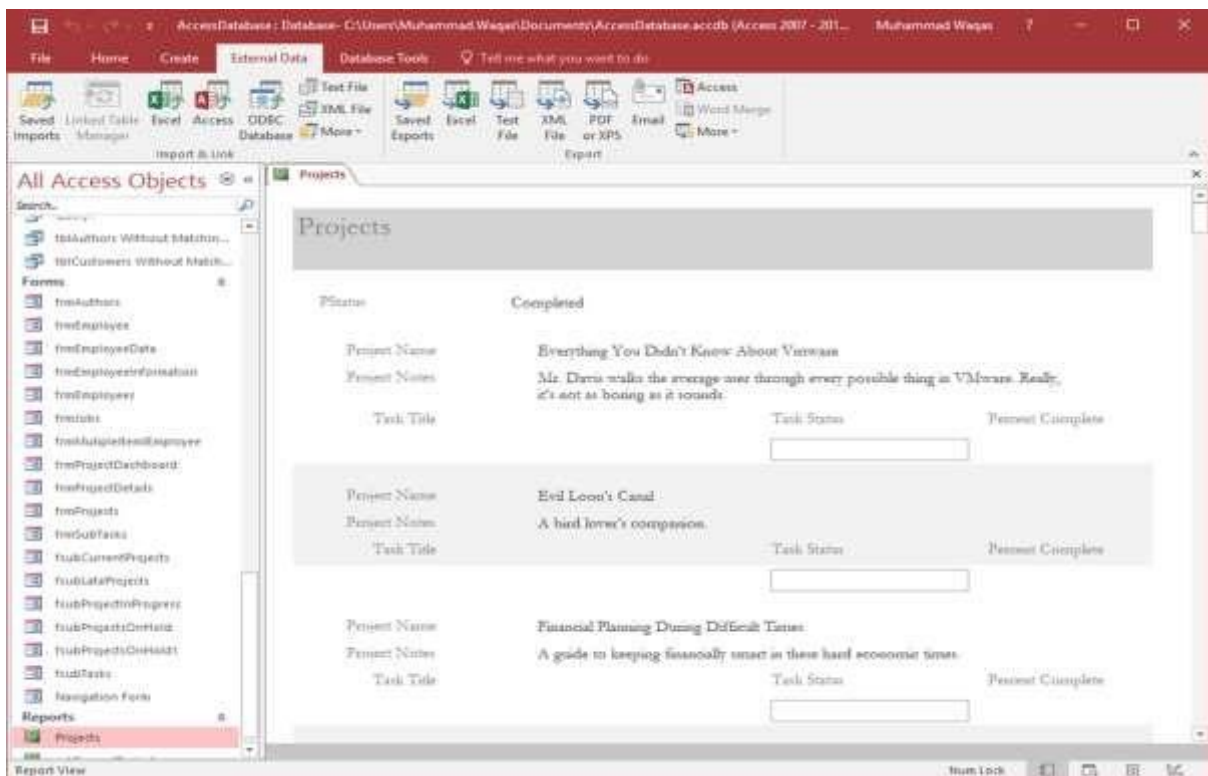 AccessDatabase : Database- C:\Users\Muhammad.Waqas\Documents\AccessDatabase.accdb (Access 2007 - 201... Muhammad Waqas ?
File Home Create External Data Database Tools Tell me what you want to do
Saved Imports Linked Table Manager Excel Access ODBC Database Text File XML File More
Import & Link
Saved Exports Excel Text File XML File PDF or XPS Email Access Word Merge More
Export
All Access Objects
Search...
tblAuthors Without Matchin...
tblCustomers Without Match...
Forms
frmAuthors
frmEmployee
frmEmployeeData
frmEmployeeInformation
frmEmployees
frmJobs
frmMultipleItemEmployee
frmProjectDashboard
frmProjectDetails
frmProjects
frmSubTasks
fsubCurrentProjects
fsubLateProjects
fsubProjectInProgress
fsubProjectsOnHold
fsubProjectsOnHold1
fsubTasks
Navigation Form
Reports
Projects
Projects
Projects
PStatus Completed
Project Name Everything You Didn't Know About Vmware
Project Notes Mr. Davis walks the average user through every possible thing in VMware. Really,
it's not as boring as it sounds.
Task Title Task Status Percent Complete
Project Name Evil Loon's Canal
Project Notes A bird lover's companion.
Task Title Task Status Percent Complete
Project Name Financial Planning During Difficult Times
Project Notes A guide to keeping financially smart in these hard economic times.
Task Title Task Status Percent Complete
Report View Num Lock